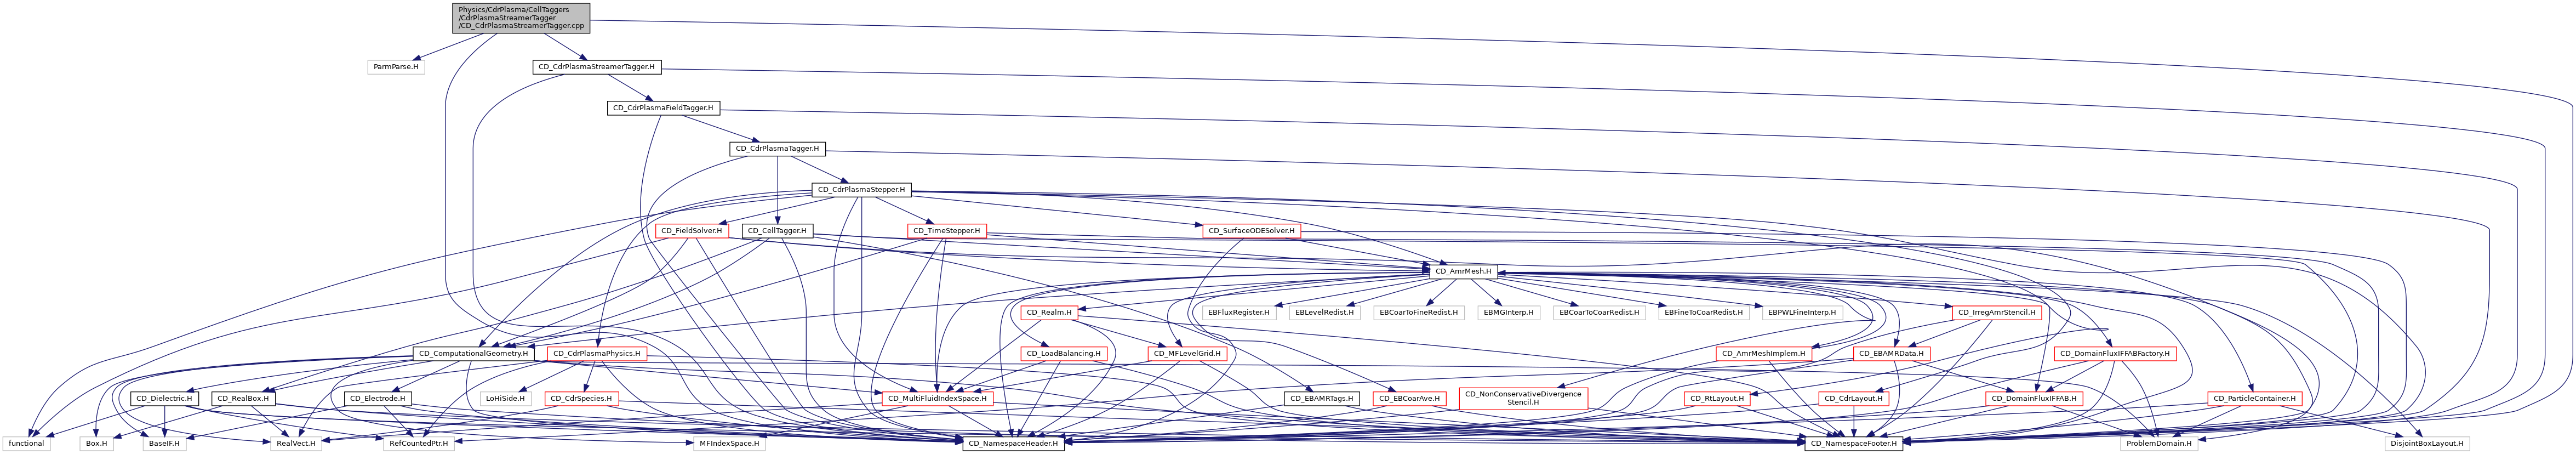 Physics/CdrPlasma/CellTaggers
/CdrPlasmaStreamerTagger
/CD_CdrPlasmaStreamerTagger.cpp
ParmParse.H
CD_CdrPlasmaStreamerTagger.H
CD_CdrPlasmaFieldTagger.H
CD_CdrPlasmaTagger.H
CD_CdrPlasmaStepper.H
CD_FieldSolver.H
CD_CellTagger.H
CD_TimeStepper.H
CD_SurfaceODESolver.H
CD_AmrMesh.H
CD_Realm.H
EBFluxRegister.H
EBLevelRedist.H
EBCoarToFineRedist.H
EBMGInterp.H
EBCoarToCoarRedist.H
EBFineToCoarRedist.H
EBPWLFineInterp.H
CD_IrregAmrStencil.H
CD_ComputationalGeometry.H
CD_CdrPlasmaPhysics.H
CD_LoadBalancing.H
CD_MFLevelGrid.H
CD_AmrMeshImplem.H
CD_EBAMRData.H
CD_DomainFluxIFFABFactory.H
CD_Dielectric.H
CD_RealBox.H
CD_Electrode.H
LoHiSide.H
CD_CdrSpecies.H
CD_MultiFluidIndexSpace.H
CD_EBAMRTags.H
CD_EBCoarAve.H
CD_NonConservativeDivergence
Stencil.H
CD_RtLayout.H
CD_CdrLayout.H
CD_DomainFluxIFFAB.H
CD_ParticleContainer.H
functional
Box.H
BaseIF.H
RealVect.H
RefCountedPtr.H
MFIndexSpace.H
CD_NamespaceHeader.H
CD_NamespaceFooter.H
ProblemDomain.H
DisjointBoxLayout.H